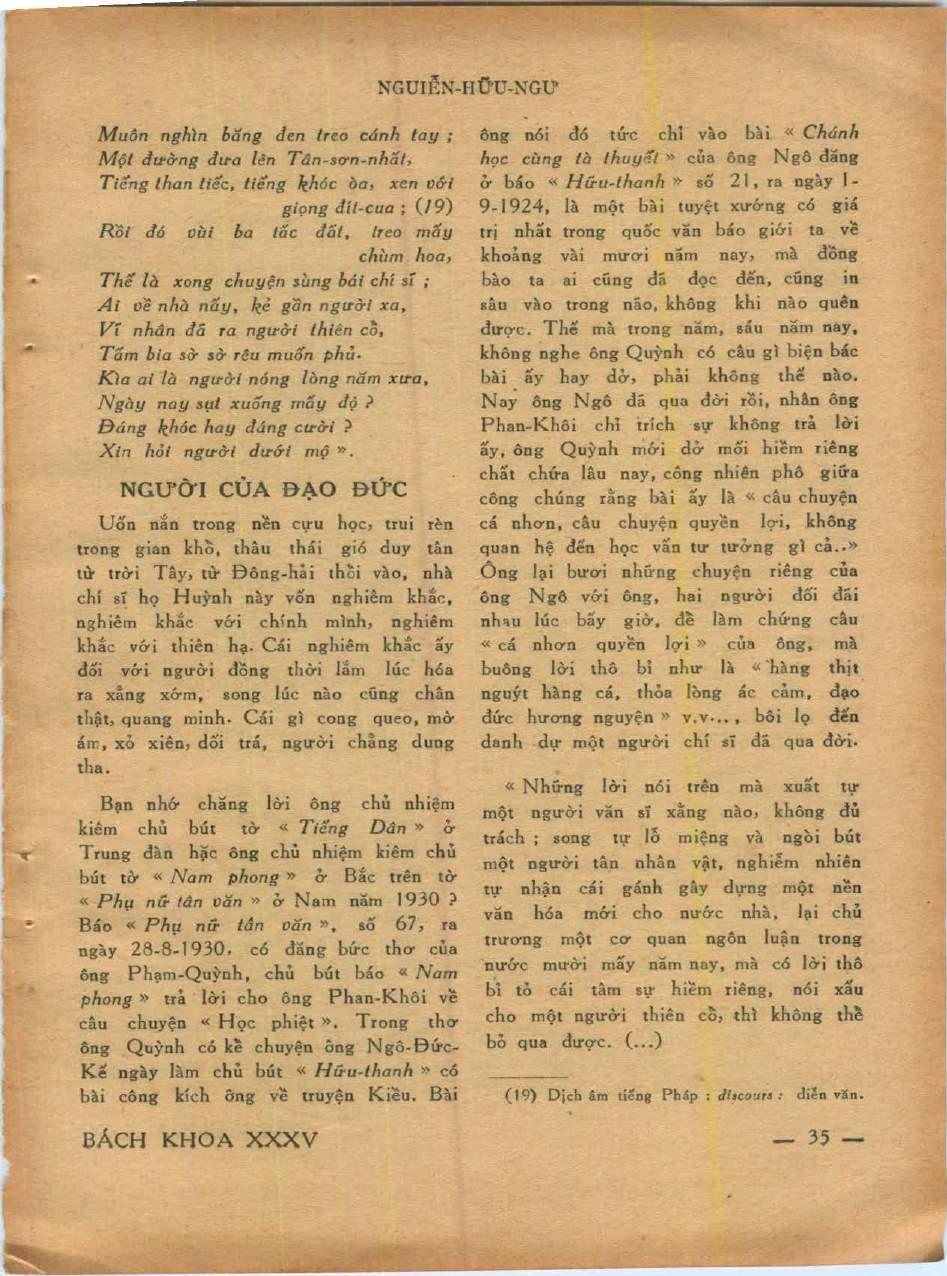 NGUIỄN-HỮU-NGƯ
Muôn nghìn băng đen treo cánh tay ;
Một đường đưa lên Tân-sơn-nhất,
Tiếng than tiếc, tiếng khóc òa, xen với
giọng đít-cua ; (19)
Rồi đó vùi ba tấc đất, treo mấy
chùm hoa,
Thế là xong chuyện sùng bái chí sĩ ;
Ai về nhà nấy, kẻ gần người xa,
Vĩ nhân đã ra người thiên cổ,
Tấm bia sờ sờ rêu muốn phủ.
Kìa ai là người nóng lòng năm xưa,
Ngày nay sụt xuống mấy độ ?
Đáng khóc hay đáng cười ?
Xin hỏi người dưới mộ ».
NGƯỜI CỦA ĐẠO ĐỨC
Uốn nắn trong nền cựu học, trui rèn
trong gian khổ, thâu thái gió duy tân
từ trời Tây, từ Đông-hải thổi vào, nhà
chí sĩ họ Huỳnh này vốn nghiêm khắc,
nghiêm khắc với chính mình, nghiêm
khắc với thiên hạ. Cái nghiêm khắc ấy
đối với người đồng thời lắm lúc hóa
ra xẳng xớm, song lúc nào cũng chân
thật, quang minh. Cái gì cong queo, mờ
ám, xỏ xiên, dối trá, người chẳng dung
tha.
Bạn nhớ chăng lời ông chủ nhiệm
kiêm chủ bút tờ « Tiếng Dân » ở
Trung đàn hặc ông chủ nhiệm kiêm chủ
bút tờ « Nam phong » ở Bắc trên tờ
« Phụ nữ tân văn » ở Nam năm 1930 ?
Báo « Phụ nữ tân văn », số 67, ra
ngày 28-8-1930, có đăng bức thơ của
ông Phạm-Quỳnh, chủ bút báo « Nam
phong » trả lời cho ông Phan-Khôi về
câu chuyện « Học phiệt ». Trong thơ
ông Quỳnh có kể chuyện ông Ngô-Đức-
Kế ngày làm chủ bút « Hữu-thanh » có
bài công kích ông về truyện Kiều. Bài
ông nói đó tức chỉ vào bài « Chánh
học cùng tà thuyết » của ông Ngô đăng
ở báo « Hữu-thanh » số 21, ra ngày 1-
9-1924, là một bài tuyệt xướng có giá
trị nhất trong quốc văn báo giới ta về
khoảng vài mươi năm nay, mà đồng
bào ta ai cũng đã đọc đến, cũng in
sâu vào trong não, không khi nào quên
được. Thế mà trong năm, sáu năm nay,
không nghe ông Quỳnh có câu gì biện bác
bài ấy hay dở, phải không thế nào.
Nay ông Ngô đã qua đời rồi, nhân ông
Phan-Khôi chỉ trích sự không trả lời
ấy, ông Quỳnh mới dở mối hiềm riêng
chất chứa lâu nay, công nhiên phô giữa
công chúng rằng bài ấy là « câu chuyện
cá nhơn, câu chuyện quyền lợi, không
quan hệ đến học vấn tư tưởng gì cả..»
Ông lại bươi những chuyện riêng của
ông Ngô với ông, hai người đối đãi
nhau lúc bấy giờ, để làm chứng câu
« cá nhơn quyền lợi » của ông, mà
buông lời thô bỉ như là « hàng thịt
nguýt hàng cá, thỏa lòng ác cảm, đạo
đức hương nguyện » v.v..., bôi lọ đến
danh dự một người chí sĩ đã qua đời.
« Những lời nói trên mà xuất tự
một người văn sĩ xằng nào, không đủ
trách ; song tự lỗ miệng và ngòi bút
một người tân nhân vật, nghiễm nhiên
tự nhận cái gánh gây dựng một nền
văn hóa mới cho nước nhà, lại chủ
trương một cơ quan ngôn luận trong
nước mười mấy năm nay, mà có lời thô
bỉ tỏ cái tâm sự hiềm riêng, nói xấu
cho một người thiên cổ, thì không thể
bỏ qua được. (...)
(19) Dịch âm tiếng Pháp : discours : diễn văn.
BÁCH KHOA XXXV
— 35 —